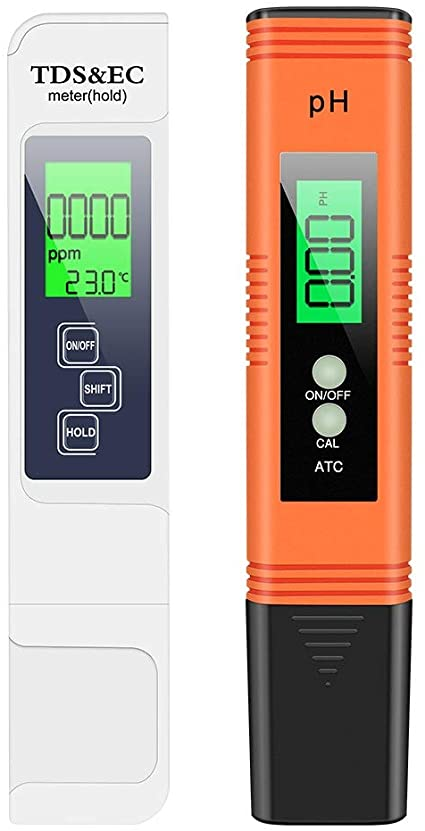 TDS&EC
meter(hold)
0000
ppm
23.0°C
ON/OFF
SHIFT
HOLD
pH
PH
0.00
ON/OFF
CAL
ATC